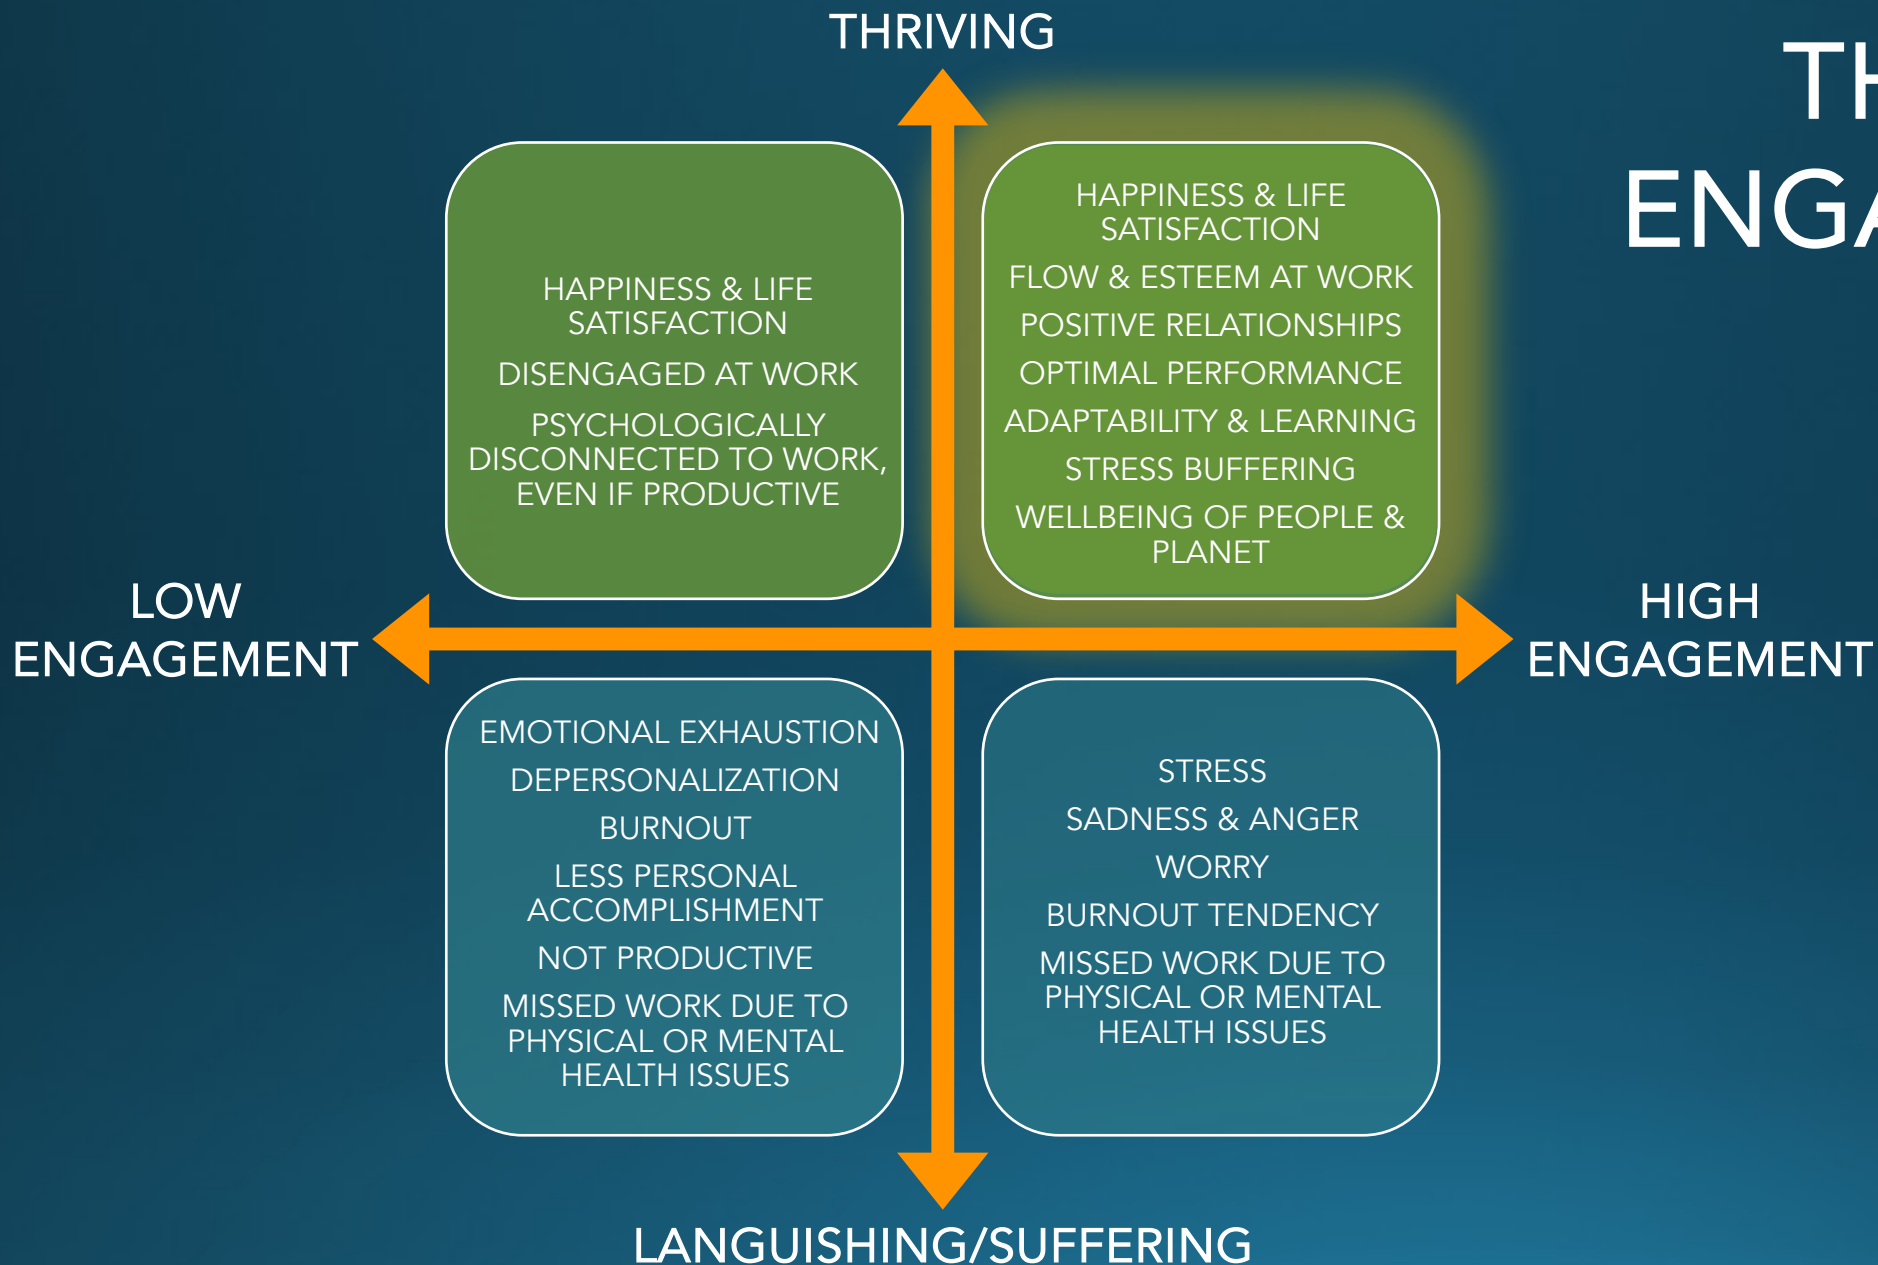 THRIVING
HAPPINESS & LIFE
SATISFACTION
DISENGAGED AT WORK
PSYCHOLOGICALLY
DISCONNECTED TO WORK,
EVEN IF PRODUCTIVE
HAPPINESS & LIFE
SATISFACTION
FLOW & ESTEEM AT WORK
POSITIVE RELATIONSHIPS
OPTIMAL PERFORMANCE
ADAPTABILITY & LEARNING
STRESS BUFFERING
WELLBEING OF PEOPLE &
PLANET
LOW
ENGAGEMENT
HIGH
ENGAGEMENT
EMOTIONAL EXHAUSTION
DEPERSONALIZATION
BURNOUT
LESS PERSONAL
ACCOMPLISHMENT
NOT PRODUCTIVE
MISSED WORK DUE TO
PHYSICAL OR MENTAL
HEALTH ISSUES
STRESS
SADNESS & ANGER
WORRY
BURNOUT TENDENCY
MISSED WORK DUE TO
PHYSICAL OR MENTAL
HEALTH ISSUES
LANGUISHING/SUFFERING